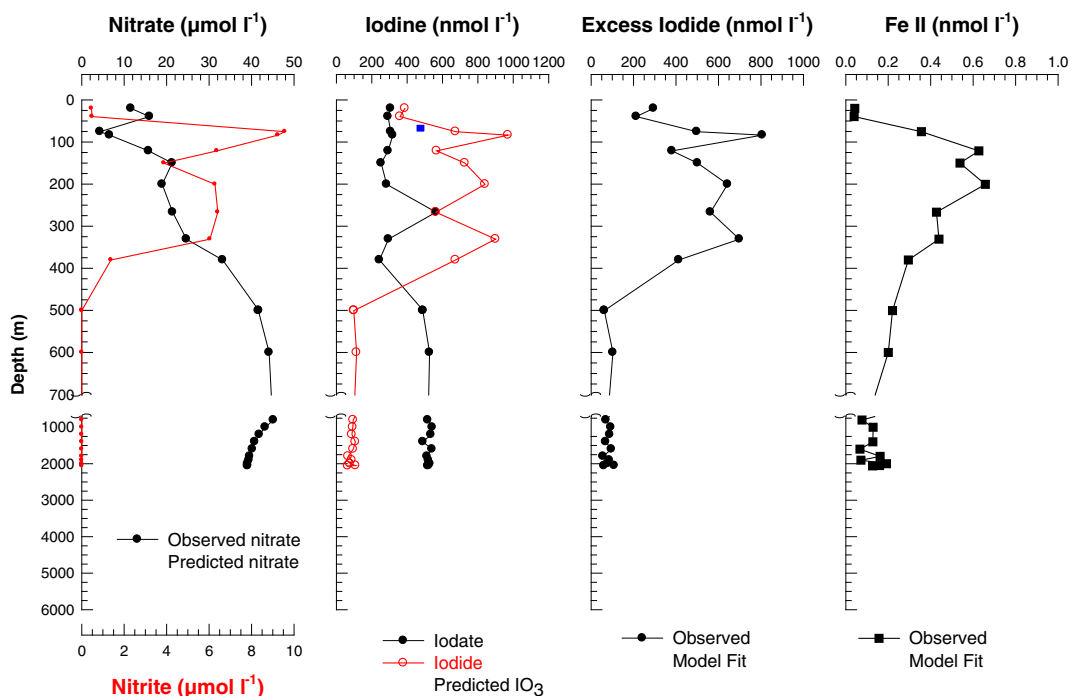 Nitrate (µmol l-1)
Iodine (nmol l-1)
Excess Iodide (nmol l-1)
Fe II (nmol l-1)
0 10 20 30 40 50
0 200 400 600 800 1000 1200
0 200 400 600 800 1000
0.0 0.2 0.4 0.6 0.8 1.0
Depth (m)
0
100
200
300
400
500
600
700
1000
2000
3000
4000
5000
6000
Observed nitrate
Predicted nitrate
0 2 4 6 8 10
Nitrite (µmol l-1)
Iodate
Iodide
Predicted IO3
Observed
Model Fit
Observed
Model Fit